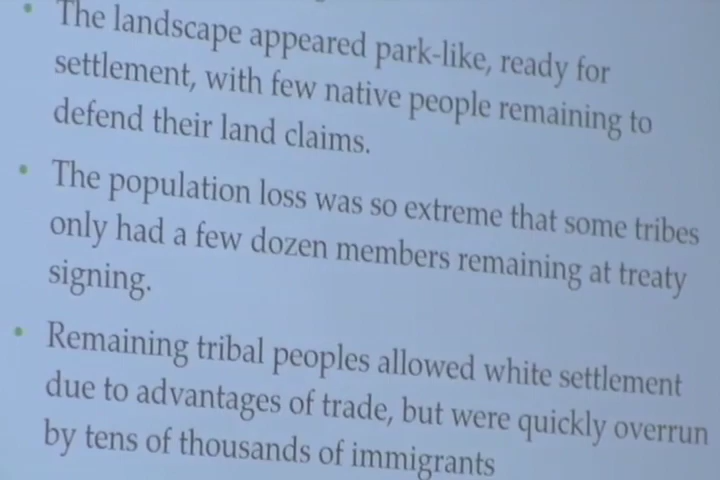 • The landscape appeared park-like, ready for
settlement, with few native people remaining to
defend their land claims.
• The population loss was so extreme that some tribes
only had a few dozen members remaining at treaty
signing.
• Remaining tribal peoples allowed white settlement
due to advantages of trade, but were quickly overrun
by tens of thousands of immigrants